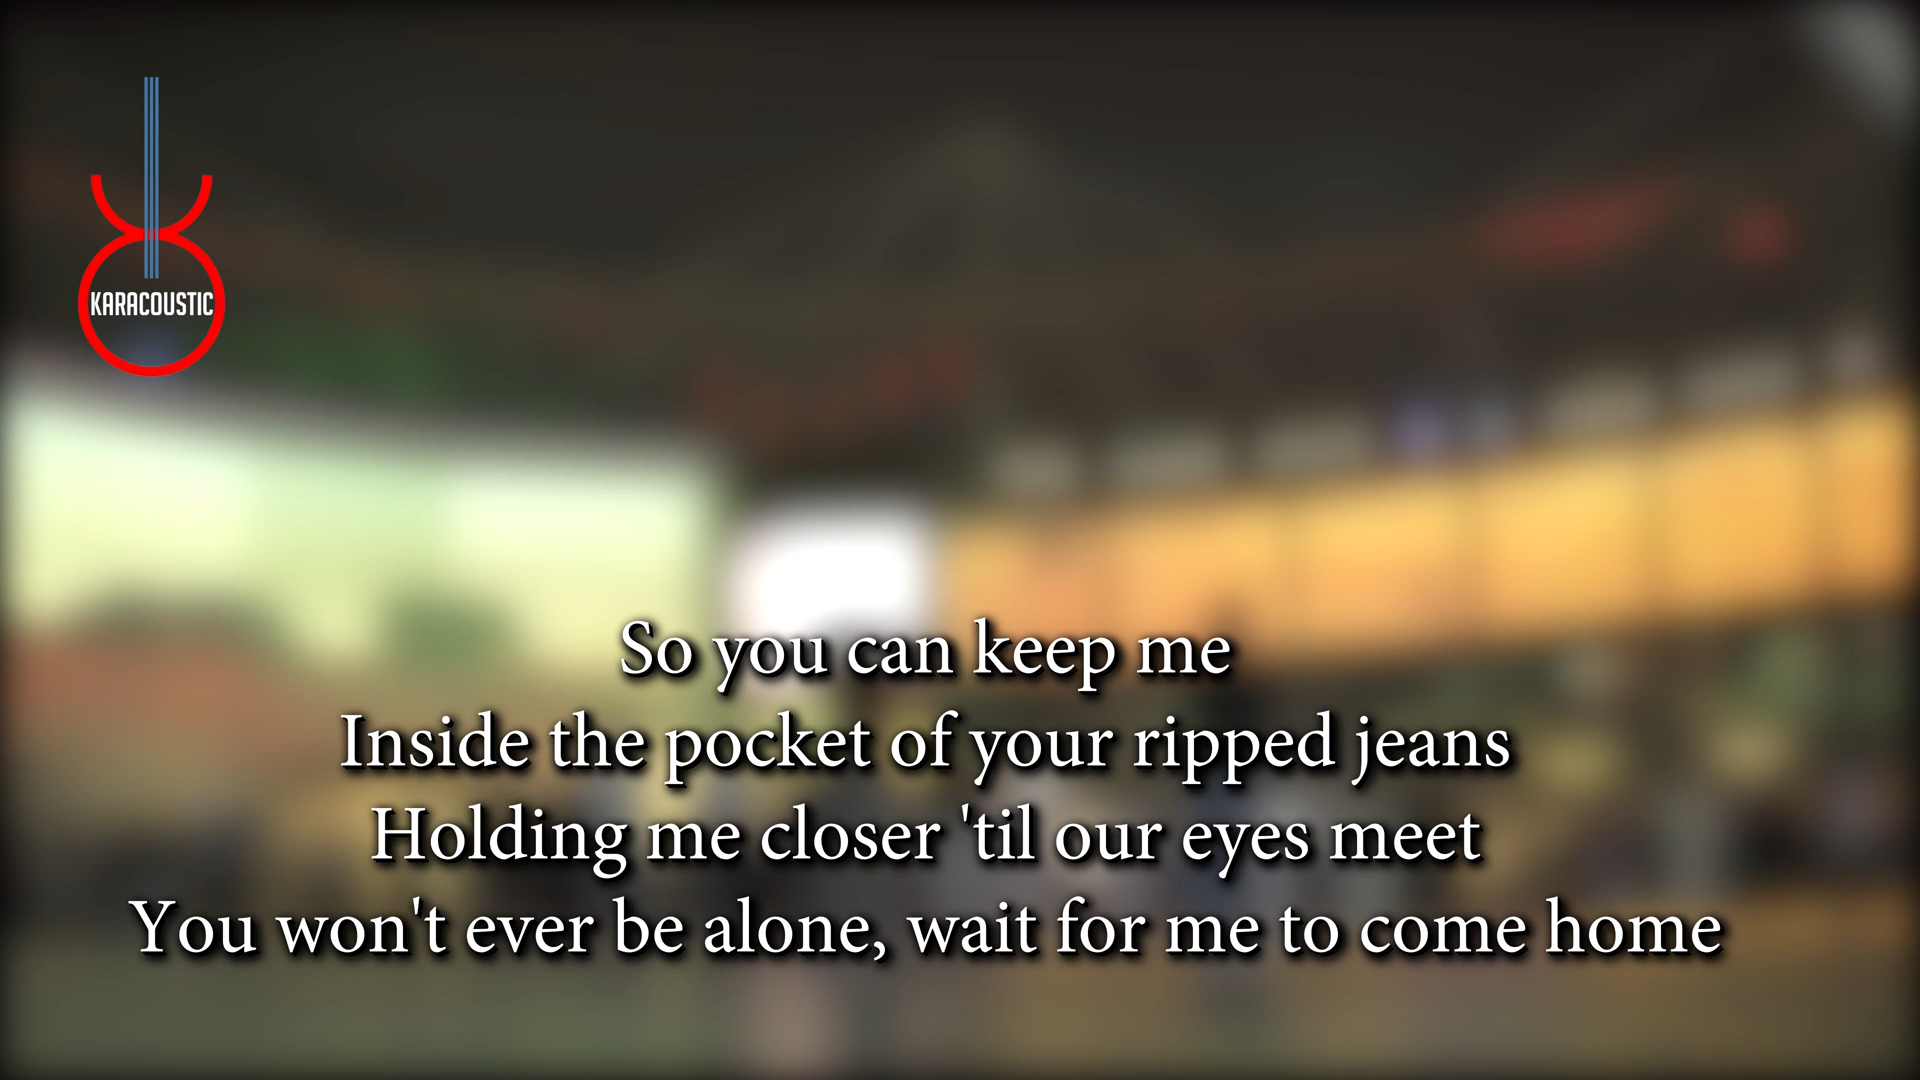 KARACOUSTIC
So you can keep me
Inside the pocket of your ripped jeans
Holding me closer 'til our eyes meet
You won't ever be alone, wait for me to come home